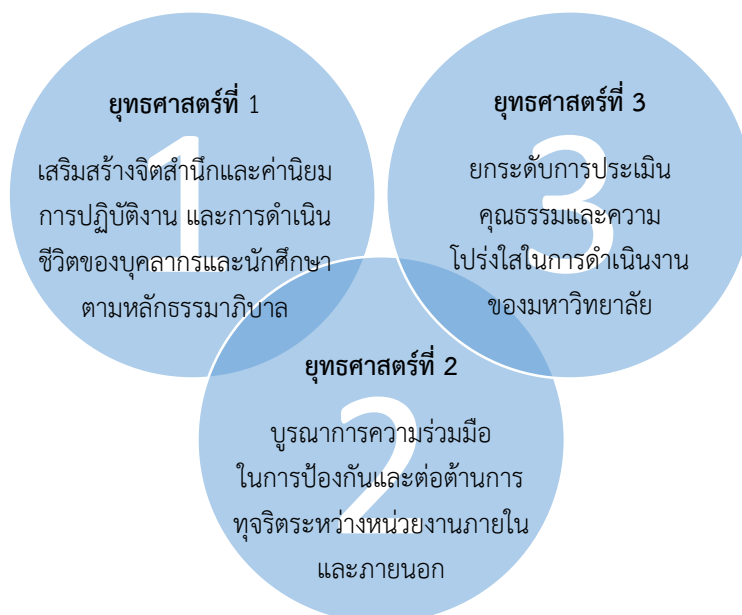 ยุทธศาสตร์ที่ 1
1
เสริมสร้างจิตสำนึกและค่านิยม
การปฏิบัติงาน และการดำเนิน
ชีวิตของบุคลากรและนักศึกษา
ตามหลักธรรมาภิบาล
ยุทธศาสตร์ที่ 2
2
บูรณาการความร่วมมือ
ในการป้องกันและต่อต้านการ
ทุจริตระหว่างหน่วยงานภายใน
และภายนอก
ยุทธศาสตร์ที่ 3
3
ยกระดับการประเมิน
คุณธรรมและความ
โปร่งใสในการดำเนินงาน
ของมหาวิทยาลัย